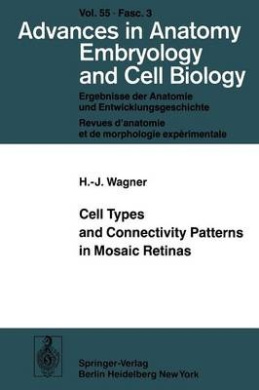 Vol. 55 · Fasc. 3
Advances in Anatomy
Embryology
and Cell Biology
Ergebnisse der Anatomie
und Entwicklungsgeschichte
Revues d'anatomie
et de morphologie expérimentale
H.-J. Wagner
Cell Types
and Connectivity Patterns
in Mosaic Retinas
Springer-Verlag
Berlin Heidelberg New York